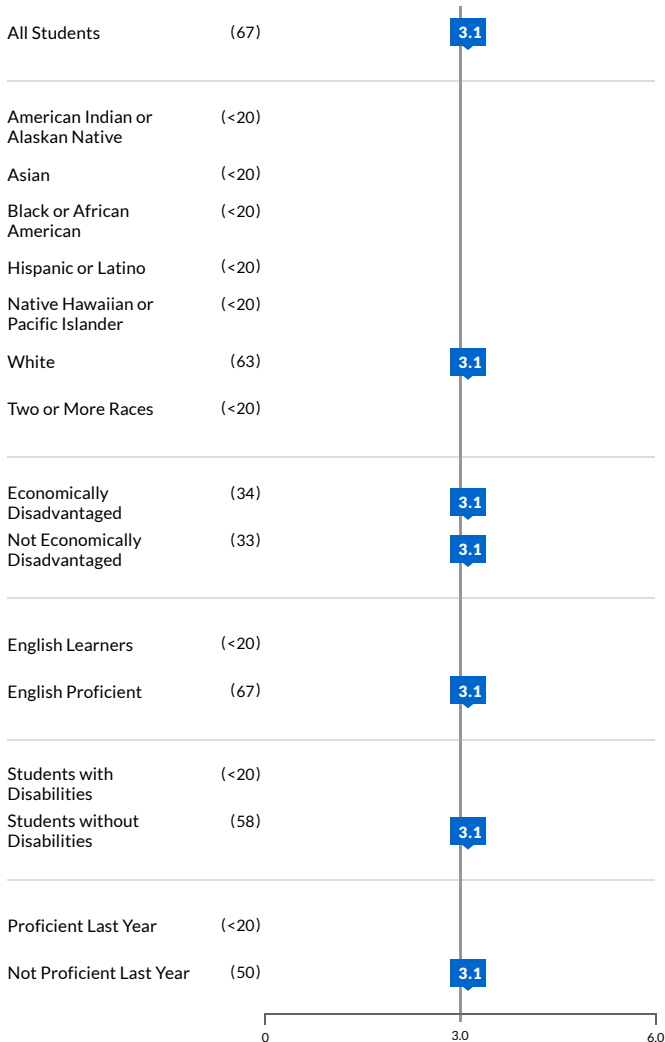 All Students (67) 3.1
American Indian or (<20)
Alaskan Native
Asian (<20)
Black or African (<20)
American
Hispanic or Latino (<20)
Native Hawaiian or (<20)
Pacific Islander
White (63) 3.1
Two or More Races (<20)
Economically (34) 3.1
Disadvantaged
Not Economically (33) 3.1
Disadvantaged
English Learners (<20)
English Proficient (67) 3.1
Students with (<20)
Disabilities
Students without (58) 3.1
Disabilities
Proficient Last Year (<20)
Not Proficient Last Year (50) 3.1
0 3.0 6.0